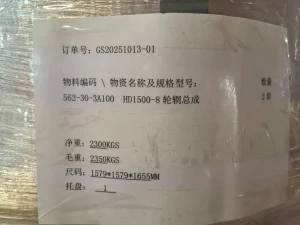 订单号: GS20251013-01
物料编码 \ 物资名称及规格型号: 数量
562-30-3A100 HD1500-8 轮辋总成 2套
净重: 2300KGS
毛重: 2350KGS
尺码: 1579*1579*1655MM
托盘: 1